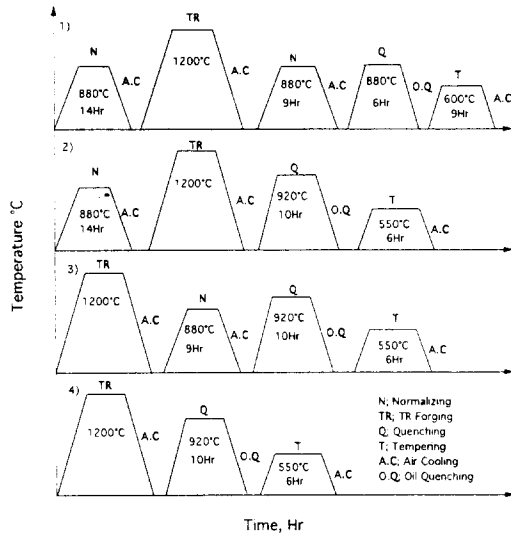 Temperature °C
1)
N
880°C
14Hr
A.C
TR
1200°C
A.C
N
880°C
9Hr
A.C
Q
880°C
6Hr
O.Q
T
600°C
9Hr
A.C
2)
N
880°C
14Hr
A.C
TR
1200°C
A.C
Q
920°C
10Hr
O.Q
T
550°C
6Hr
A.C
3)
TR
1200°C
A.C
N
880°C
9Hr
A.C
Q
920°C
10Hr
O.Q
T
550°C
6Hr
A.C
4)
TR
1200°C
A.C
Q
920°C
10Hr
O.Q
T
550°C
6Hr
A.C
N; Normalizing
TR; TR Forging
Q; Quenching
T; Tempering
A.C; Air Cooling
O.Q; Oil Quenching
Time, Hr